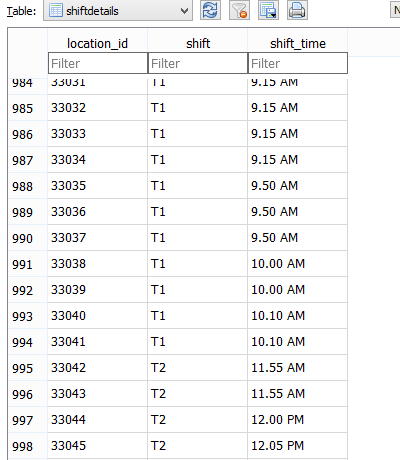 Table: shiftdetails
location_id shift shift_time
Filter Filter Filter
984 33031 T1 9.15 AM
985 33032 T1 9.15 AM
986 33033 T1 9.15 AM
987 33034 T1 9.15 AM
988 33035 T1 9.50 AM
989 33036 T1 9.50 AM
990 33037 T1 9.50 AM
991 33038 T1 10.00 AM
992 33039 T1 10.00 AM
993 33040 T1 10.10 AM
994 33041 T1 10.10 AM
995 33042 T2 11.55 AM
996 33043 T2 11.55 AM
997 33044 T2 12.00 PM
998 33045 T2 12.05 PM